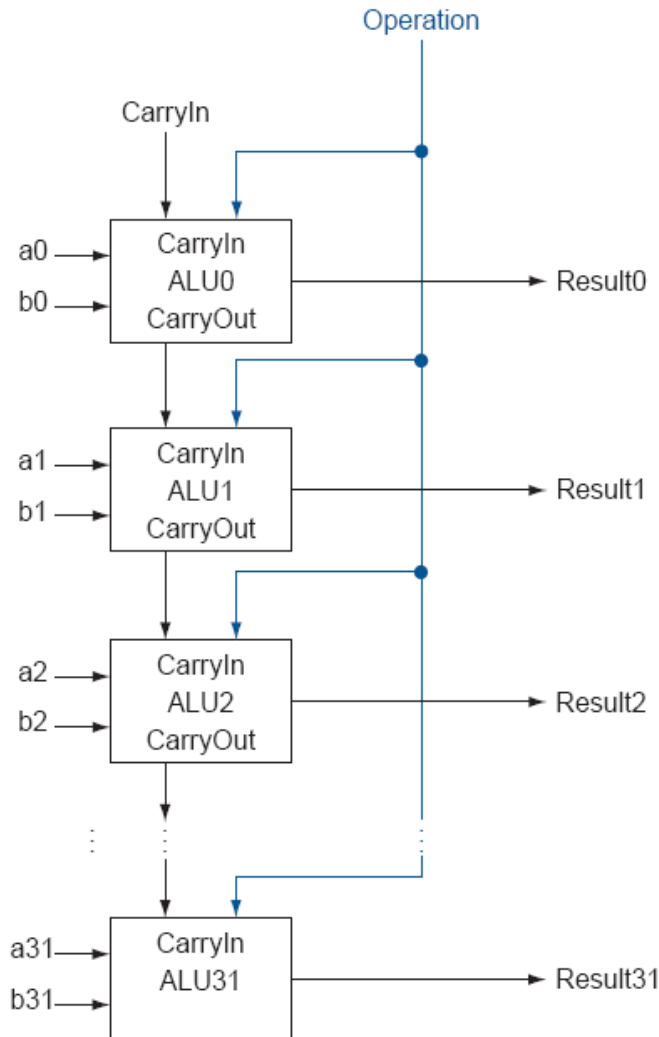 Operation
CarryIn
a0
b0
CarryIn
ALU0
CarryOut
Result0
a1
b1
CarryIn
ALU1
CarryOut
Result1
a2
b2
CarryIn
ALU2
CarryOut
Result2
a31
b31
CarryIn
ALU31
Result31